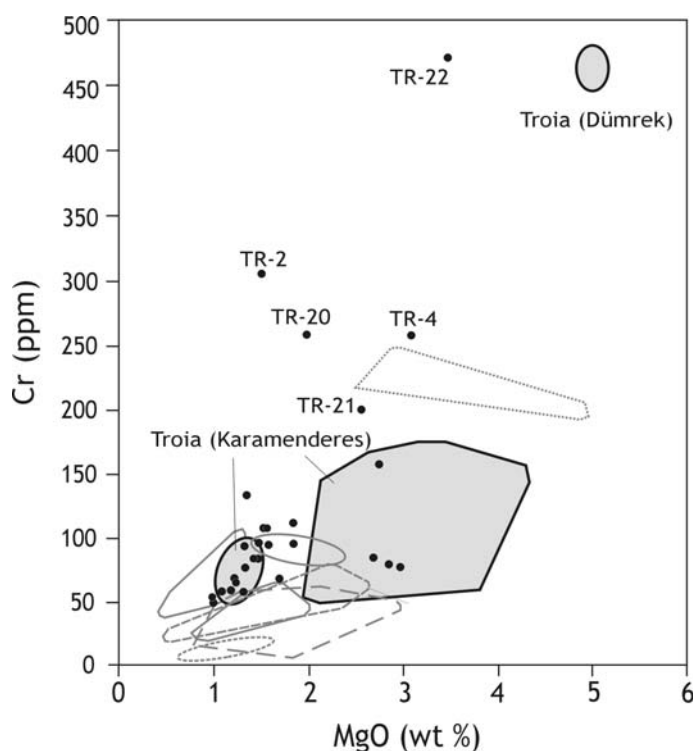 500
450
400
350
300
250
200
150
100
50
0
Cr (ppm)
TR-22
Troia (Dümrek)
TR-2
TR-20
TR-4
TR-21
Troia (Karamenderes)
0 1 2 3 4 5 6
MgO (wt %)